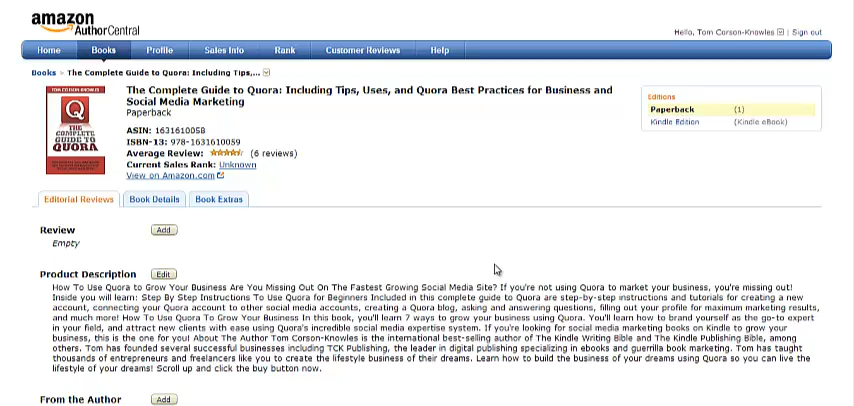 amazon
AuthorCentral
Hello, Tom Corson-Knowles | Sign out
Home Books Profile Sales Info Rank Customer Reviews Help
Books > The Complete Guide to Quora: Including Tips,...
The Complete Guide to Quora: Including Tips, Uses, and Quora Best Practices for Business and
Social Media Marketing
Paperback
ASIN: 1631610058
ISBN-13: 978-1631610059
Average Review: (6 reviews)
Current Sales Rank: Unknown
View on Amazon.com
Editions
Paperback (1)
Kindle Edition (Kindle eBook)
TOM CORSON-KNOWLES
Q
THE
COMPLETE
GUIDE TO
QUORA
Editorial Reviews Book Details Book Extras
Review Add
Empty
Product Description Edit
How To Use Quora to Grow Your Business Are You Missing Out On The Fastest Growing Social Media Site? If you're not using Quora to market your business, you're missing out!
Inside you will learn: Step By Step Instructions To Use Quora for Beginners Included in this complete guide to Quora are step-by-step instructions and tutorials for creating a new
account, connecting your Quora account to other social media accounts, creating a Quora blog, asking and answering questions, filling out your profile for maximum marketing results,
and much more! How To Use Quora To Grow Your Business In this book, you'll learn 7 ways to grow your business using Quora. You'll learn how to brand yourself as the go-to expert
in your field, and attract new clients with ease using Quora's incredible social media expertise system. If you're looking for social media marketing books on Kindle to grow your
business, this is the one for you! About The Author Tom Corson-Knowles is the international best-selling author of The Kindle Writing Bible and The Kindle Publishing Bible, among
others. Tom has founded several successful businesses including TCK Publishing, the leader in digital publishing specializing in ebooks and guerrilla book marketing. Tom has taught
thousands of entrepreneurs and freelancers like you to create the lifestyle business of their dreams. Learn how to build the business of your dreams using Quora so you can live the
lifestyle of your dreams! Scroll up and click the buy button now.
From the Author Add